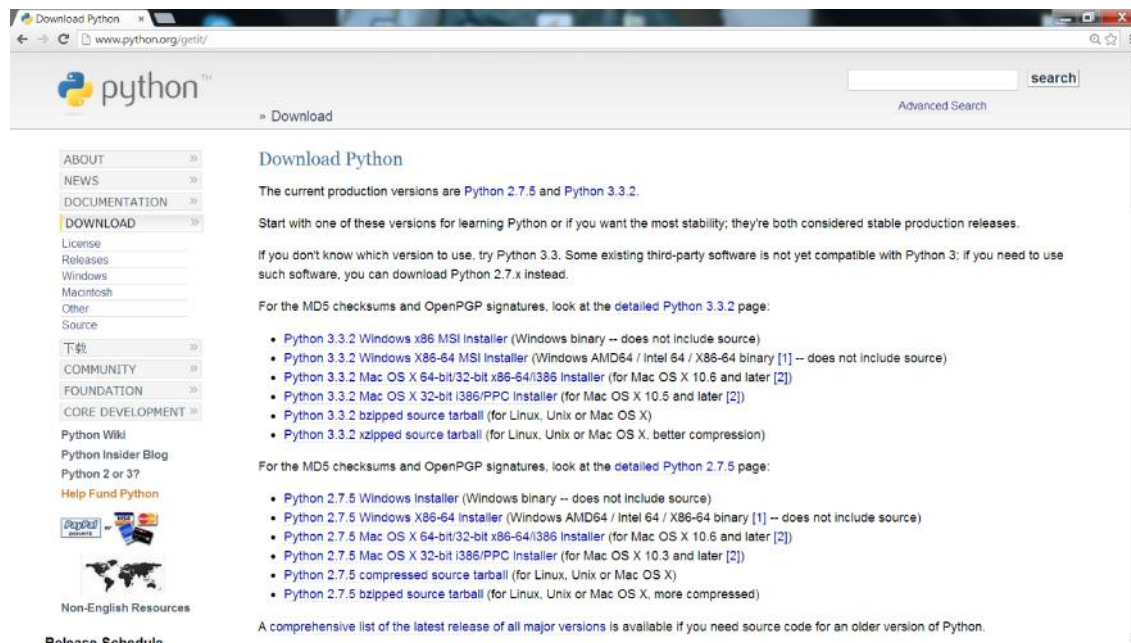 Download Python
www.python.org/getit/
python™
search
Advanced Search
» Download
ABOUT »
NEWS »
DOCUMENTATION »
DOWNLOAD »
License
Releases
Windows
Macintosh
Other
Source
下载 »
COMMUNITY »
FOUNDATION »
CORE DEVELOPMENT »
Python Wiki
Python Insider Blog
Python 2 or 3?
Help Fund Python
PayPal
DONATE
or
VISA
Non-English Resources
Release Schedule
Download Python
The current production versions are Python 2.7.5 and Python 3.3.2.
Start with one of these versions for learning Python or if you want the most stability; they're both considered stable production releases.
If you don't know which version to use, try Python 3.3. Some existing third-party software is not yet compatible with Python 3; if you need to use
such software, you can download Python 2.7.x instead.
For the MD5 checksums and OpenPGP signatures, look at the detailed Python 3.3.2 page:
• Python 3.3.2 Windows x86 MSI Installer (Windows binary -- does not include source)
• Python 3.3.2 Windows X86-64 MSI Installer (Windows AMD64 / Intel 64 / X86-64 binary [1] -- does not include source)
• Python 3.3.2 Mac OS X 64-bit/32-bit x86-64/i386 Installer (for Mac OS X 10.6 and later [2])
• Python 3.3.2 Mac OS X 32-bit i386/PPC Installer (for Mac OS X 10.5 and later [2])
• Python 3.3.2 bzipped source tarball (for Linux, Unix or Mac OS X)
• Python 3.3.2 xzipped source tarball (for Linux, Unix or Mac OS X, better compression)
For the MD5 checksums and OpenPGP signatures, look at the detailed Python 2.7.5 page:
• Python 2.7.5 Windows Installer (Windows binary -- does not include source)
• Python 2.7.5 Windows X86-64 Installer (Windows AMD64 / Intel 64 / X86-64 binary [1] -- does not include source)
• Python 2.7.5 Mac OS X 64-bit/32-bit x86-64/i386 Installer (for Mac OS X 10.6 and later [2])
• Python 2.7.5 Mac OS X 32-bit i386/PPC Installer (for Mac OS X 10.3 and later [2])
• Python 2.7.5 compressed source tarball (for Linux, Unix or Mac OS X)
• Python 2.7.5 bzipped source tarball (for Linux, Unix or Mac OS X, more compressed)
A comprehensive list of the latest release of all major versions is available if you need source code for an older version of Python.